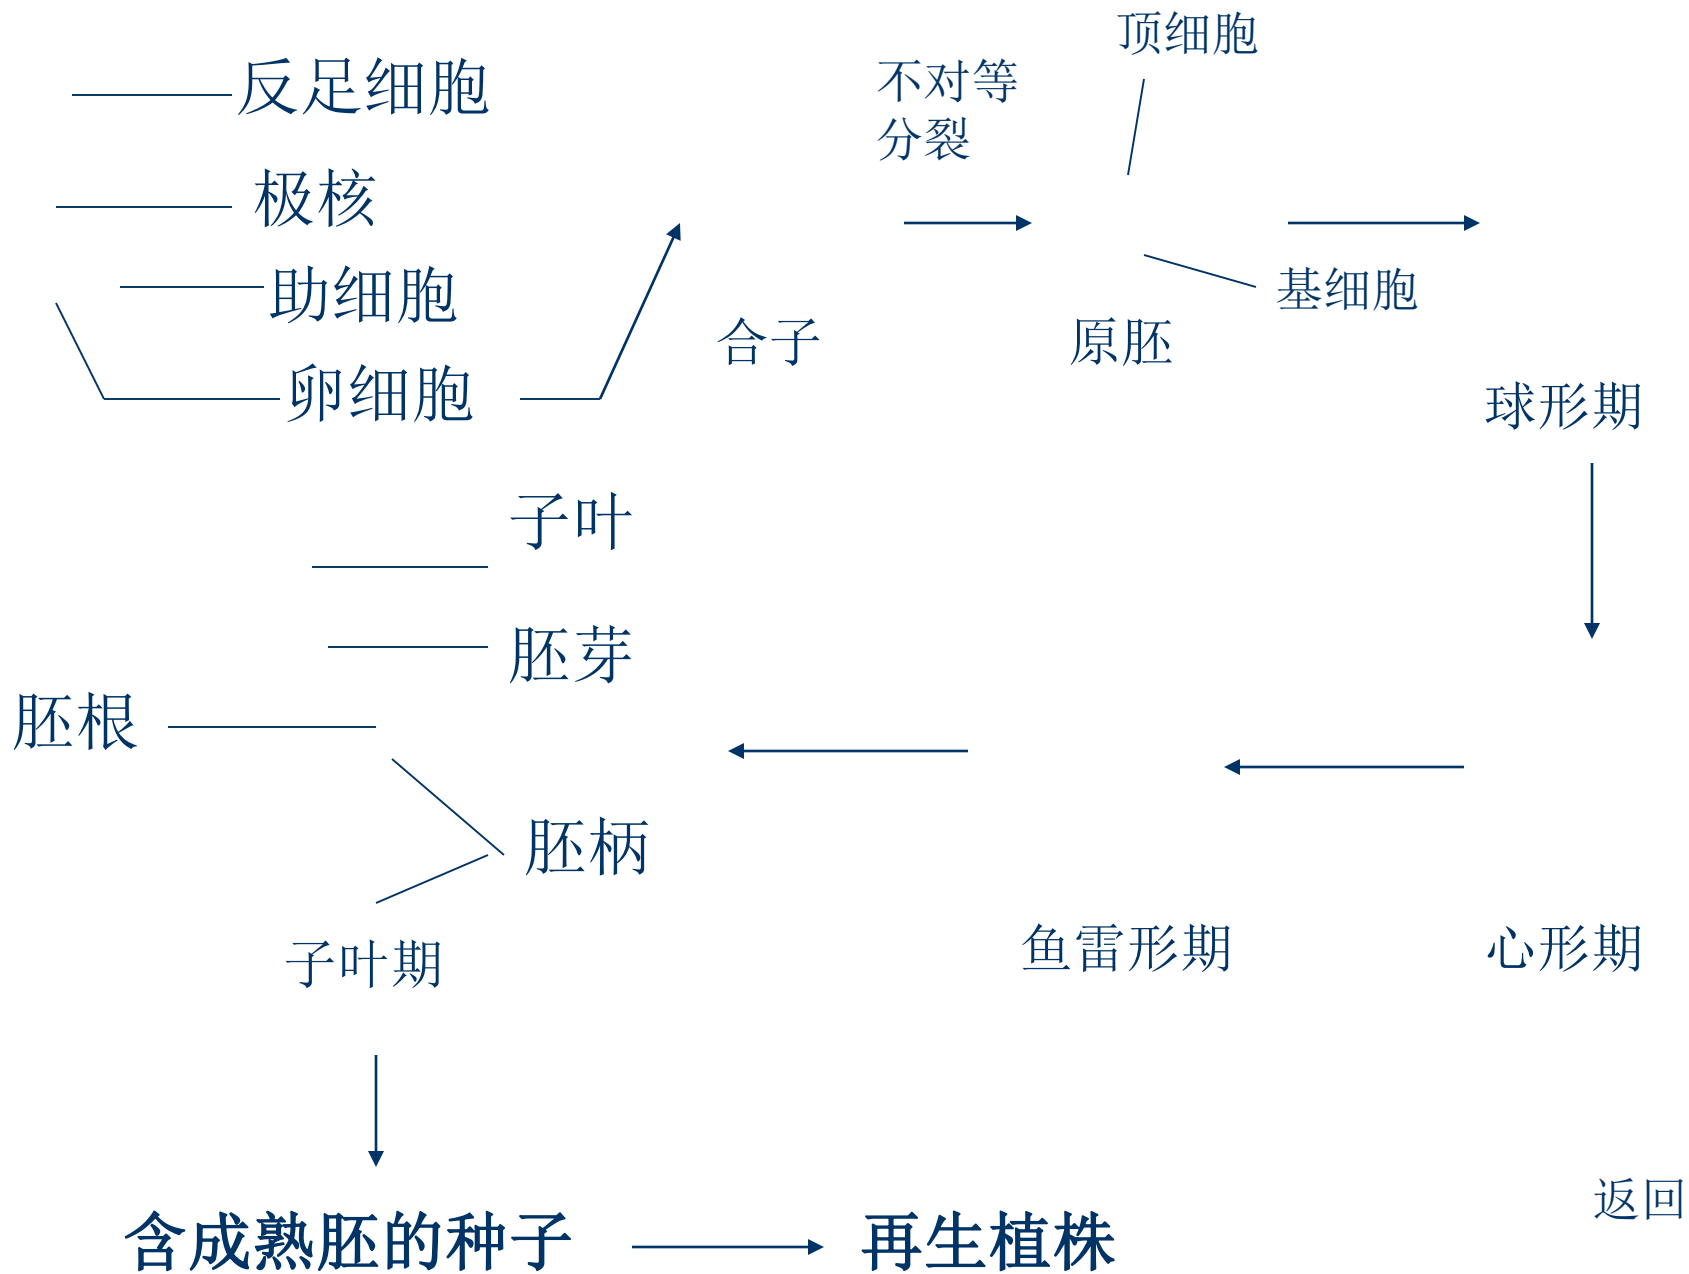 顶细胞
不对等
分裂
反足细胞
极核
助细胞
卵细胞
合子
原胚
基细胞
球形期
子叶
胚芽
胚根
胚柄
子叶期
鱼雷形期
心形期
含成熟胚的种子
再生植株
返回